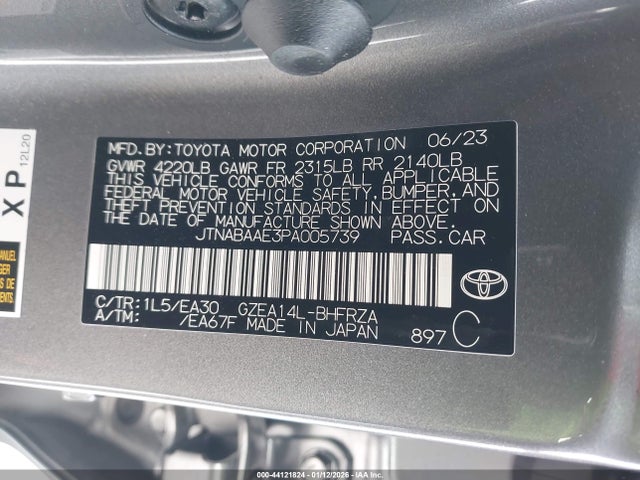 MFD.BY:TOYOTA MOTOR CORPORATION 06/23
GVWR 4220LB GAWR FR 2315LB RR 2140LB
THIS VEHICLE CONFORMS TO ALL APPLICABLE
FEDERAL MOTOR VEHICLE SAFETY,BUMPER,AND
THEFT PREVENTION STANDARDS IN EFFECT ON
THE DATE OF MANUFACTURE SHOWN ABOVE.
JTNABAAE3PA005739 PASS.CAR
C/TR:1L5/EA30 GZEA14L-BHFRZA
A/TM: /EA67F MADE IN JAPAN 897 C
XP
12L20
000-44121824 | 01/12/2026 | IAA Inc.